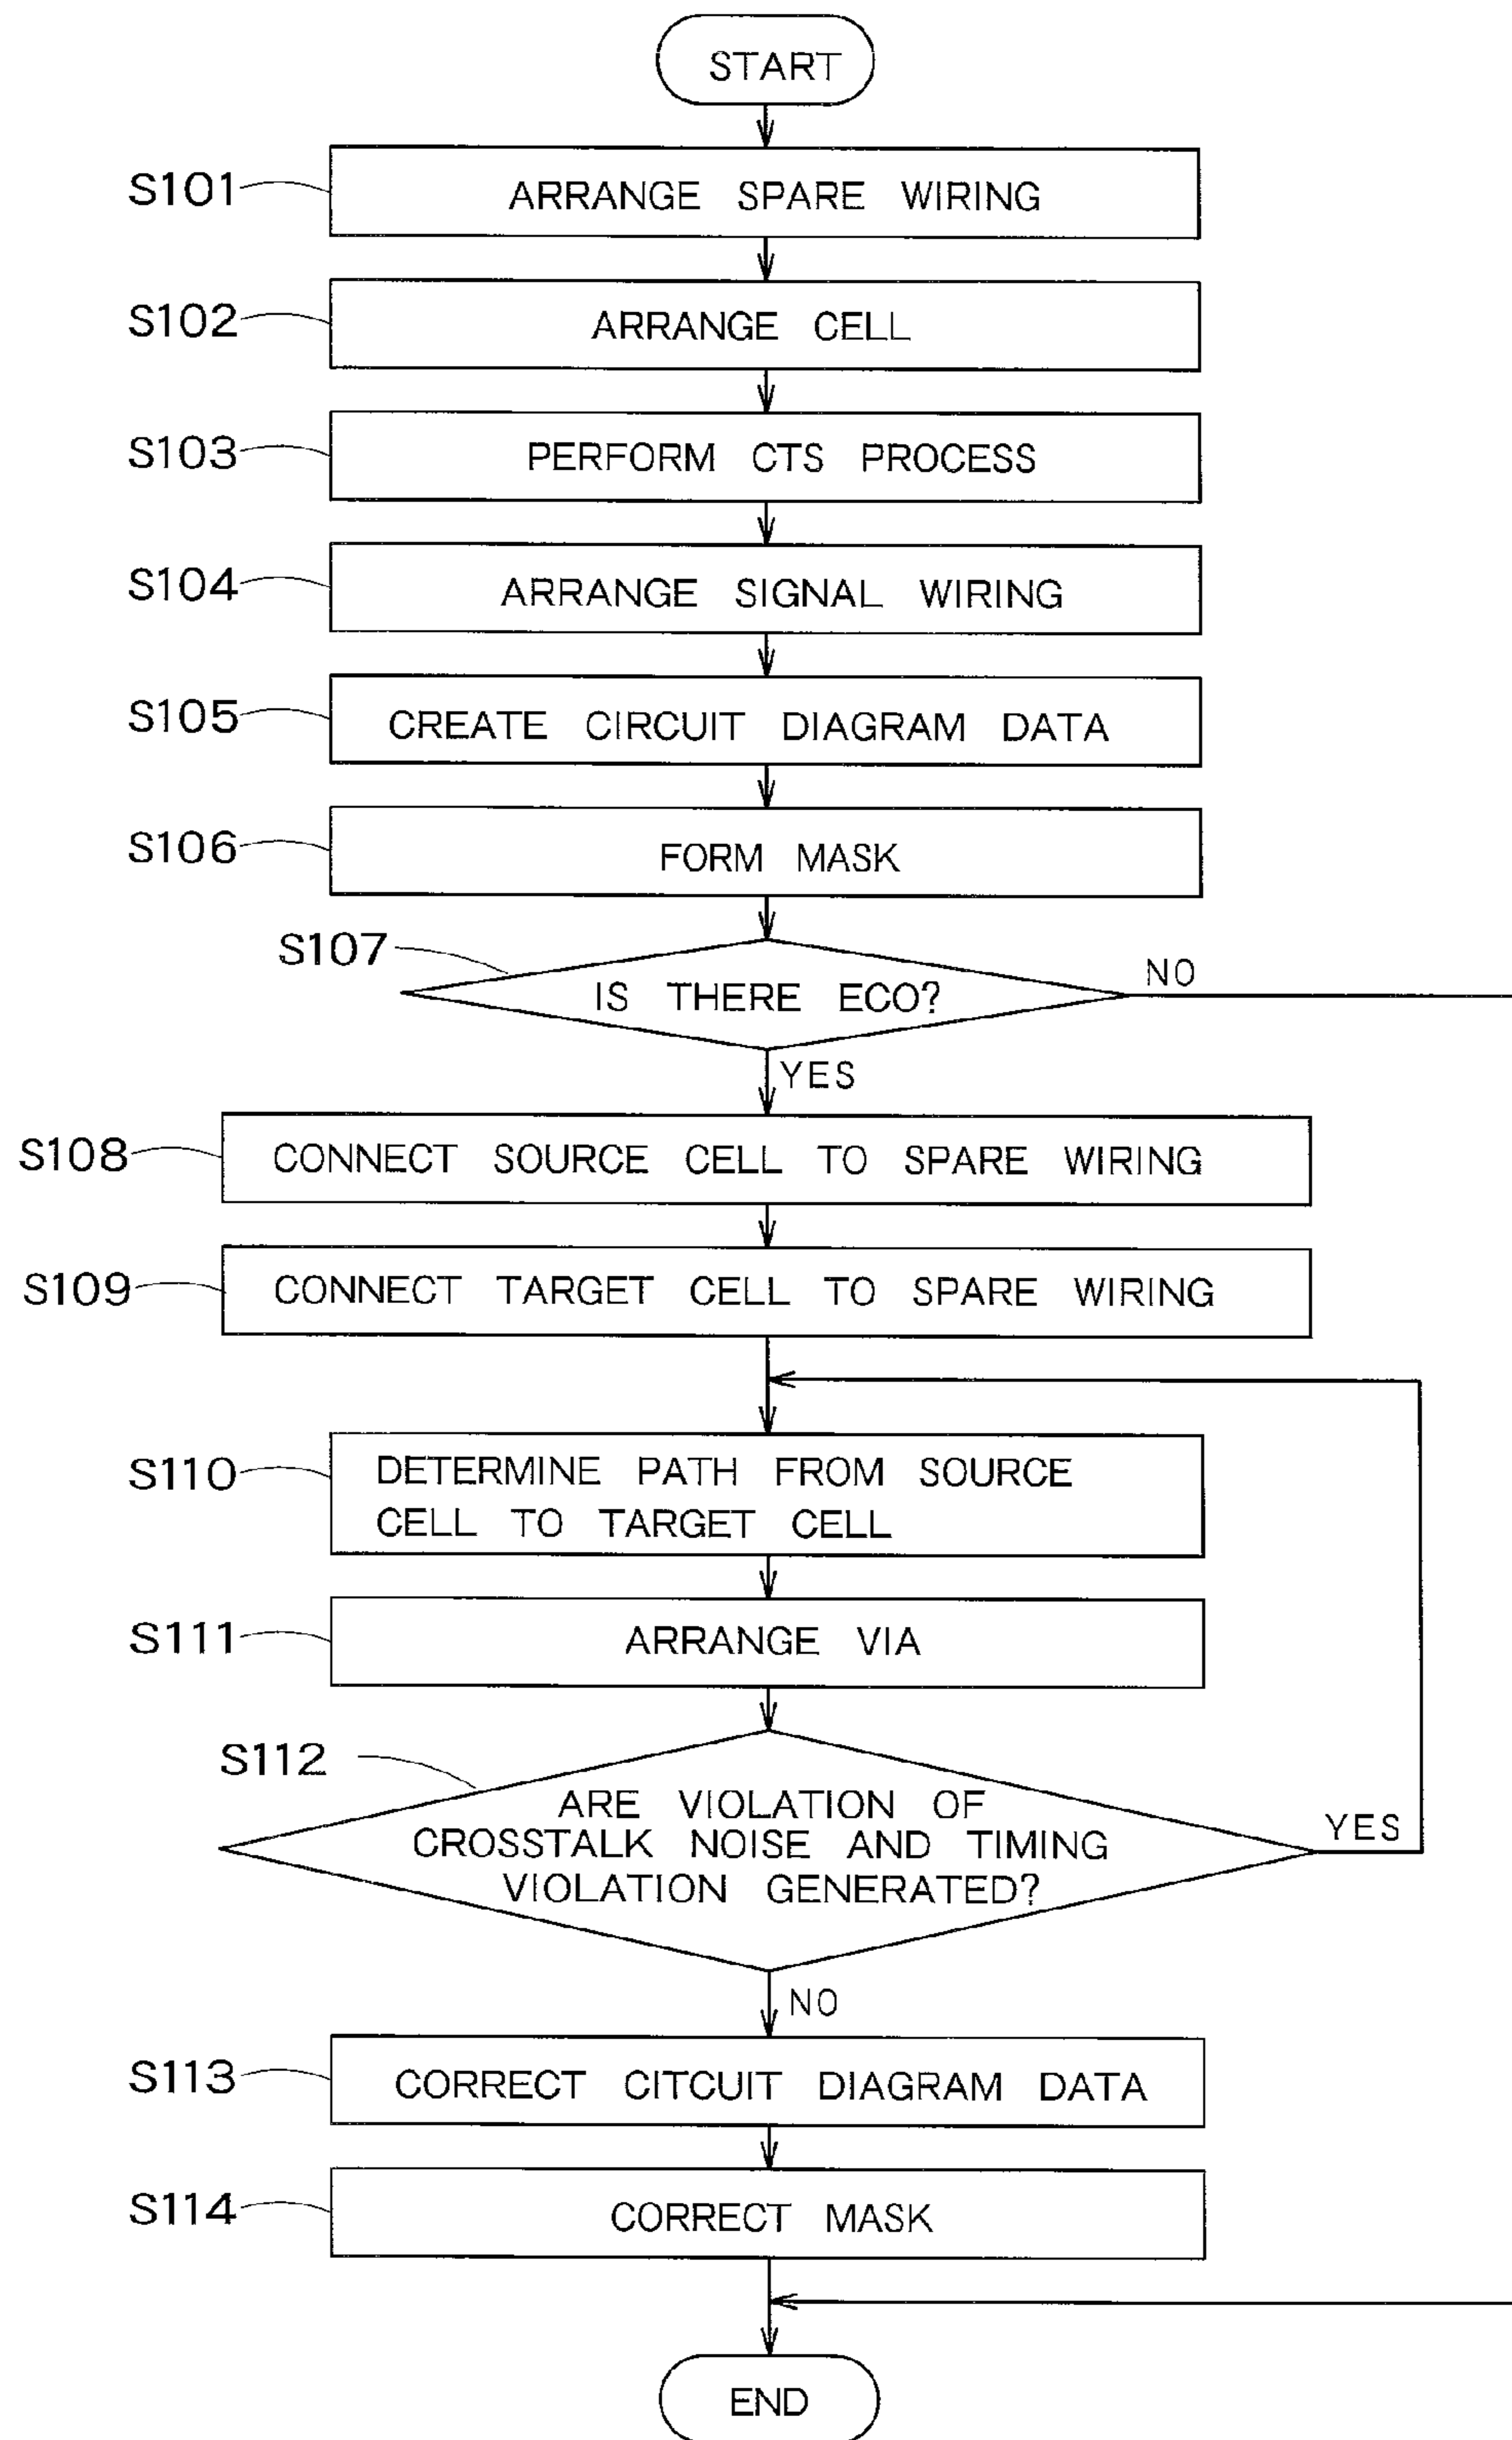 START
S101
ARRANGE SPARE WIRING
S102
ARRANGE CELL
S103
PERFORM CTS PROCESS
S104
ARRANGE SIGNAL WIRING
S105
CREATE CIRCUIT DIAGRAM DATA
S106
FORM MASK
S107
IS THERE ECO?
NO
YES
S108
CONNECT SOURCE CELL TO SPARE WIRING
S109
CONNECT TARGET CELL TO SPARE WIRING
S110
DETERMINE PATH FROM SOURCE
CELL TO TARGET CELL
S111
ARRANGE VIA
S112
ARE VIOLATION OF
CROSSTALK NOISE AND TIMING
VIOLATION GENERATED?
YES
NO
S113
CORRECT CITCUIT DIAGRAM DATA
S114
CORRECT MASK
END